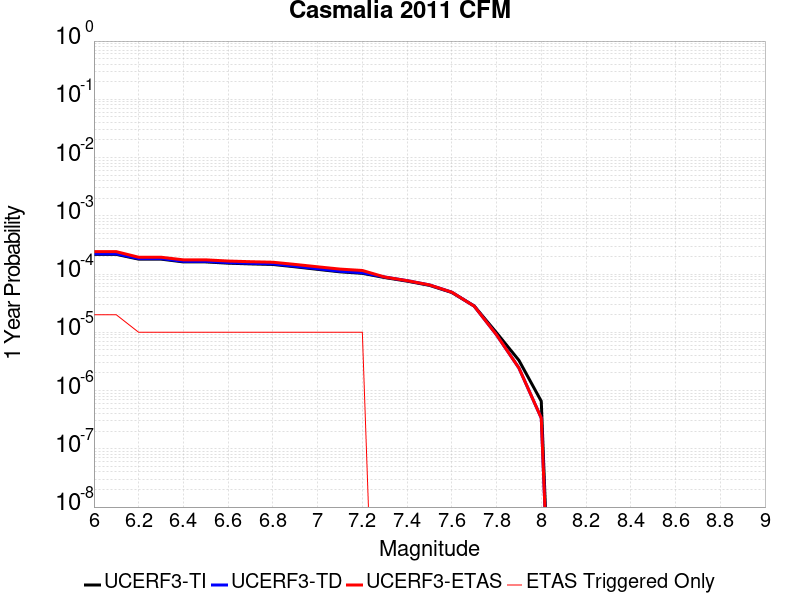 Casmalia 2011 CFM
10^0
10^-1
10^-2
10^-3
10^-4
10^-5
10^-6
10^-7
10^-8
1 Year Probability
6 6.2 6.4 6.6 6.8 7 7.2 7.4 7.6 7.8 8 8.2 8.4 8.6 8.8 9
Magnitude
UCERF3-TI UCERF3-TD UCERF3-ETAS ETAS Triggered Only